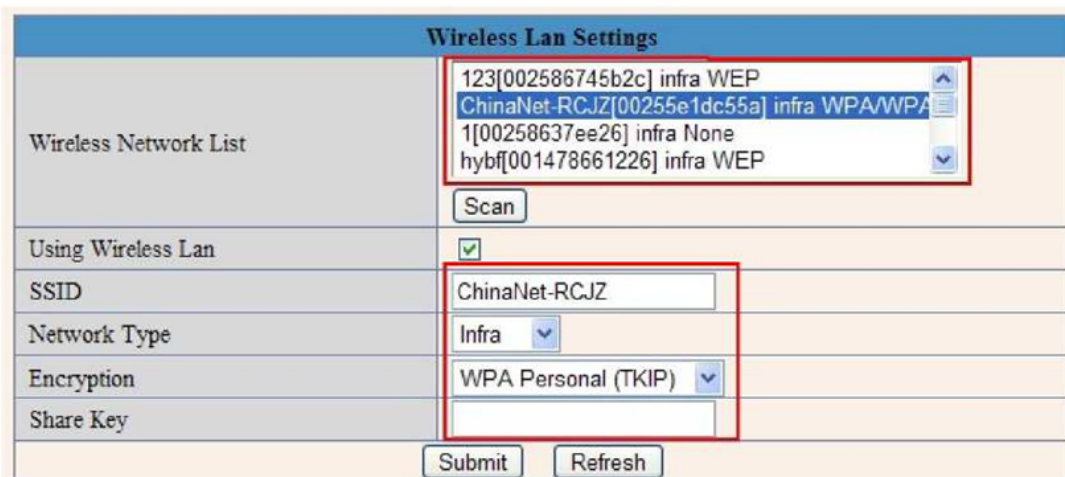 Wireless Lan Settings
Wireless Network List
123[002586745b2c] infra WEP
ChinaNet-RCJZ[00255e1dc55a] infra WPA/WPA
1[00258637ee26] infra None
hybf[001478661226] infra WEP
Scan
Using Wireless Lan
SSID ChinaNet-RCJZ
Network Type Infra
Encryption WPA Personal (TKIP)
Share Key
Submit Refresh